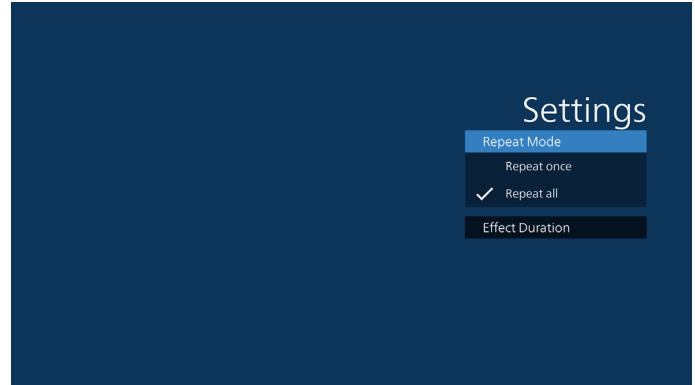 Settings
Repeat Mode
Repeat once
Repeat all
Effect Duration